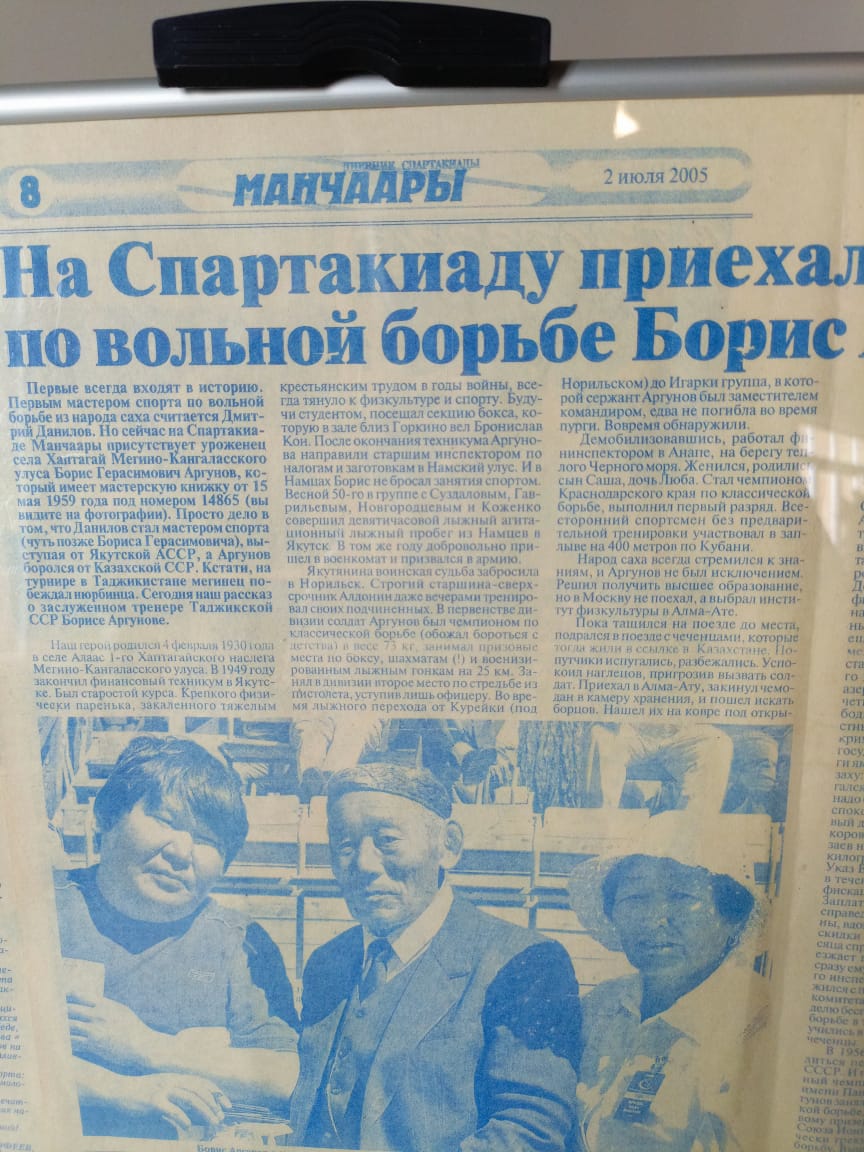 8
ДНЕВНИК СПАРТАКИАДЫ
МАНЧААРЫ
2 июля 2005
На Спартакиаду приехал
по вольной борьбе Борис
Первые всегда входят в историю.
Первым мастером спорта по вольной
борьбе из народа саха считается Дмит-
рий Данилов. Но сейчас на Спартакиа-
де Манчаары присутствует уроженец
села Хаптагай Мегино-Кангаласского
улуса Борис Герасимович Аргунов, ко-
торый имеет мастерскую книжку от 15
мая 1959 года под номером 14865 (вы
видите на фотографии). Просто дело в
том, что Данилов стал мастером спорта
(чуть позже Бориса Герасимовича), выс-
тупая от Якутской АССР, а Аргунов
боролся от Казахской ССР. Кстати, на
турнире в Таджикистане мегинец по-
беждал нюрбинца. Сегодня наш рассказ
о заслуженном тренере Таджикской
ССР Борисе Аргунове.
Наш герой родился 4 февраля 1930 года
в селе Алаас 1-го Хаптагайского наслега
Мегино-Кангаласского улуса. В 1949 году
закончил финансовый техникум в Якутс-
ке. Был старостой курса. Крепкого физи-
чески паренька, закаленного тяжелым
крестьянским трудом в годы войны, все-
гда тянуло к физкультуре и спорту. Буду-
чи студентом, посещал секцию бокса, ко-
торую в зале близ Горкино вел Бронислав
Кон. После окончания техникума Аргуно-
ва направили старшим инспектором по
налогам и заготовкам в Намский улус. И в
Намцах Борис не бросал занятия спортом.
Весной 50-го в группе с Суздаловым, Гав-
рильевым, Новгородцевым и Коженко
совершил девятичасовой лыжный агита-
ционный лыжный пробег из Намцев в
Якутск. В том же году добровольно при-
шел в военкомат и призвался в армию.
Якутянина воинская судьба забросила
в Норильск. Строгий старшина-сверх-
срочник Алдонин даже вечерами трениро-
вал своих подчиненных. В первенстве ди-
визии солдат Аргунов был чемпионом по
классической борьбе (обожал бороться с
детства) в весе 73 кг, занимал призовые
места по боксу, шахматам (!) и военизи-
рованным лыжным гонкам на 25 км. За-
нял в дивизии второе место по стрельбе из
пистолета, уступив лишь офицеру. Во вре-
мя лыжного перехода от Курейки (под
Норильском) до Игарки группа, в кото-
рой сержант Аргунов был заместителем
командиром, едва не погибла во время
пурги. Вовремя обнаружили.
Демобилизовавшись, работал фи-
нинспектором в Анапе, на берегу теп-
лого Черного моря. Женился, родились
сын Саша, дочь Люба. Стал чемпионом
Краснодарского края по классической
борьбе, выполнил первый разряд. Все-
сторонний спортсмен без предвари-
тельной тренировки участвовал в зап-
лыве на 400 метров по Кубани.
Народ саха всегда стремился к зна-
ниям, и Аргунов не был исключением.
Решил получить высшее образование,
но в Москву не поехал, а выбрал инсти-
тут физкультуры в Алма-Ате.
Пока тащился на поезде до места,
подрался в поезде с чеченцами, которые
тогда жили в ссылке в Казахстане. По-
путчики испугались, разбежались. Успо-
коил наглецов, пригрозив вызвать сол-
дат. Приехал в Алма-Ату, закинул чемо-
дан в камеру хранения, и пошел искать
борцов. Нашел их на ковре под откры-